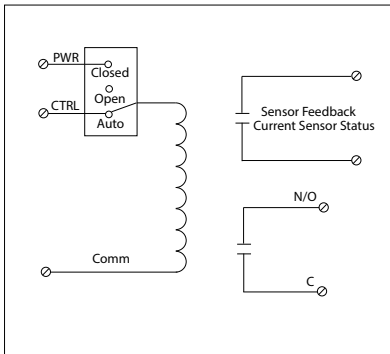 PWR
Closed
Open
CTRL
Auto
Sensor Feedback
Current Sensor Status
N/O
Comm
C